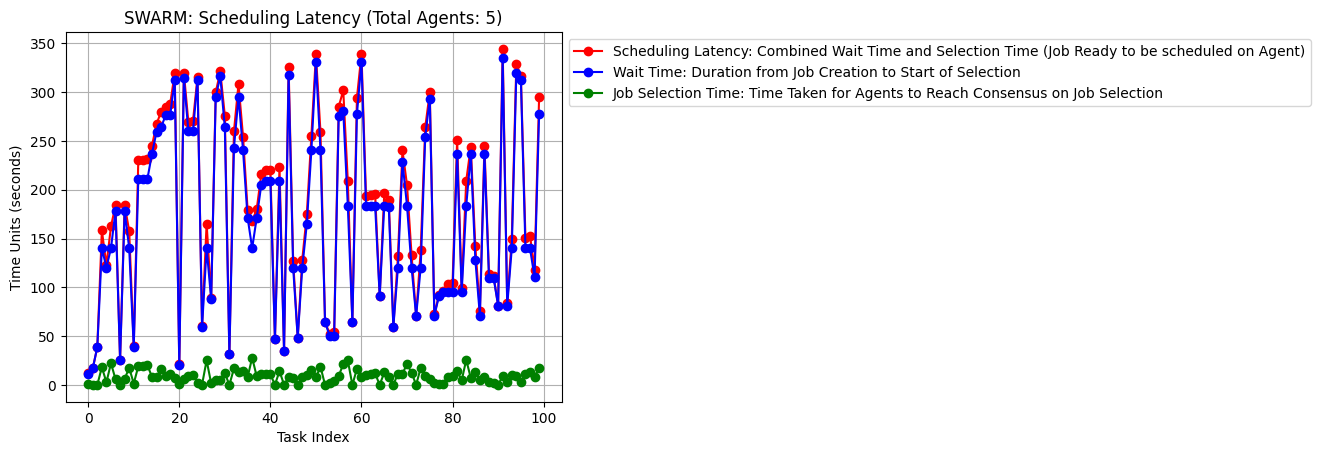 SWARM: Scheduling Latency (Total Agents: 5)
Scheduling Latency: Combined Wait Time and Selection Time (Job Ready to be scheduled on Agent)
Wait Time: Duration from Job Creation to Start of Selection
Job Selection Time: Time Taken for Agents to Reach Consensus on Job Selection
Time Units (seconds)
350
300
250
200
150
100
50
0
0 20 40 60 80 100
Task Index